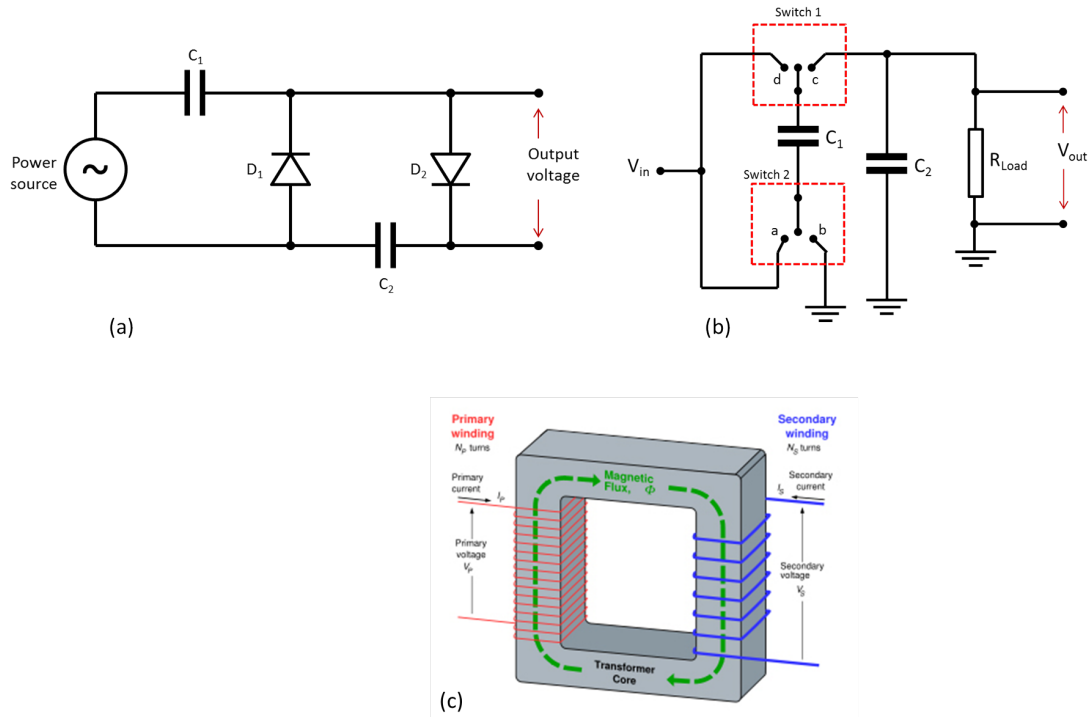 C1
Power
source
~
D1
D2
Output
voltage
C2
(a)
Switch 1
d
c
C1
Vin
Switch 2
a
b
C2
RLoad
Vout
(b)
Primary
winding
NP turns
Secondary
winding
NS turns
Primary
current
IP
Magnetic
Flux, Φ
Secondary
current
IS
Primary
voltage
VP
Secondary
voltage
VS
Transformer
Core
(c)